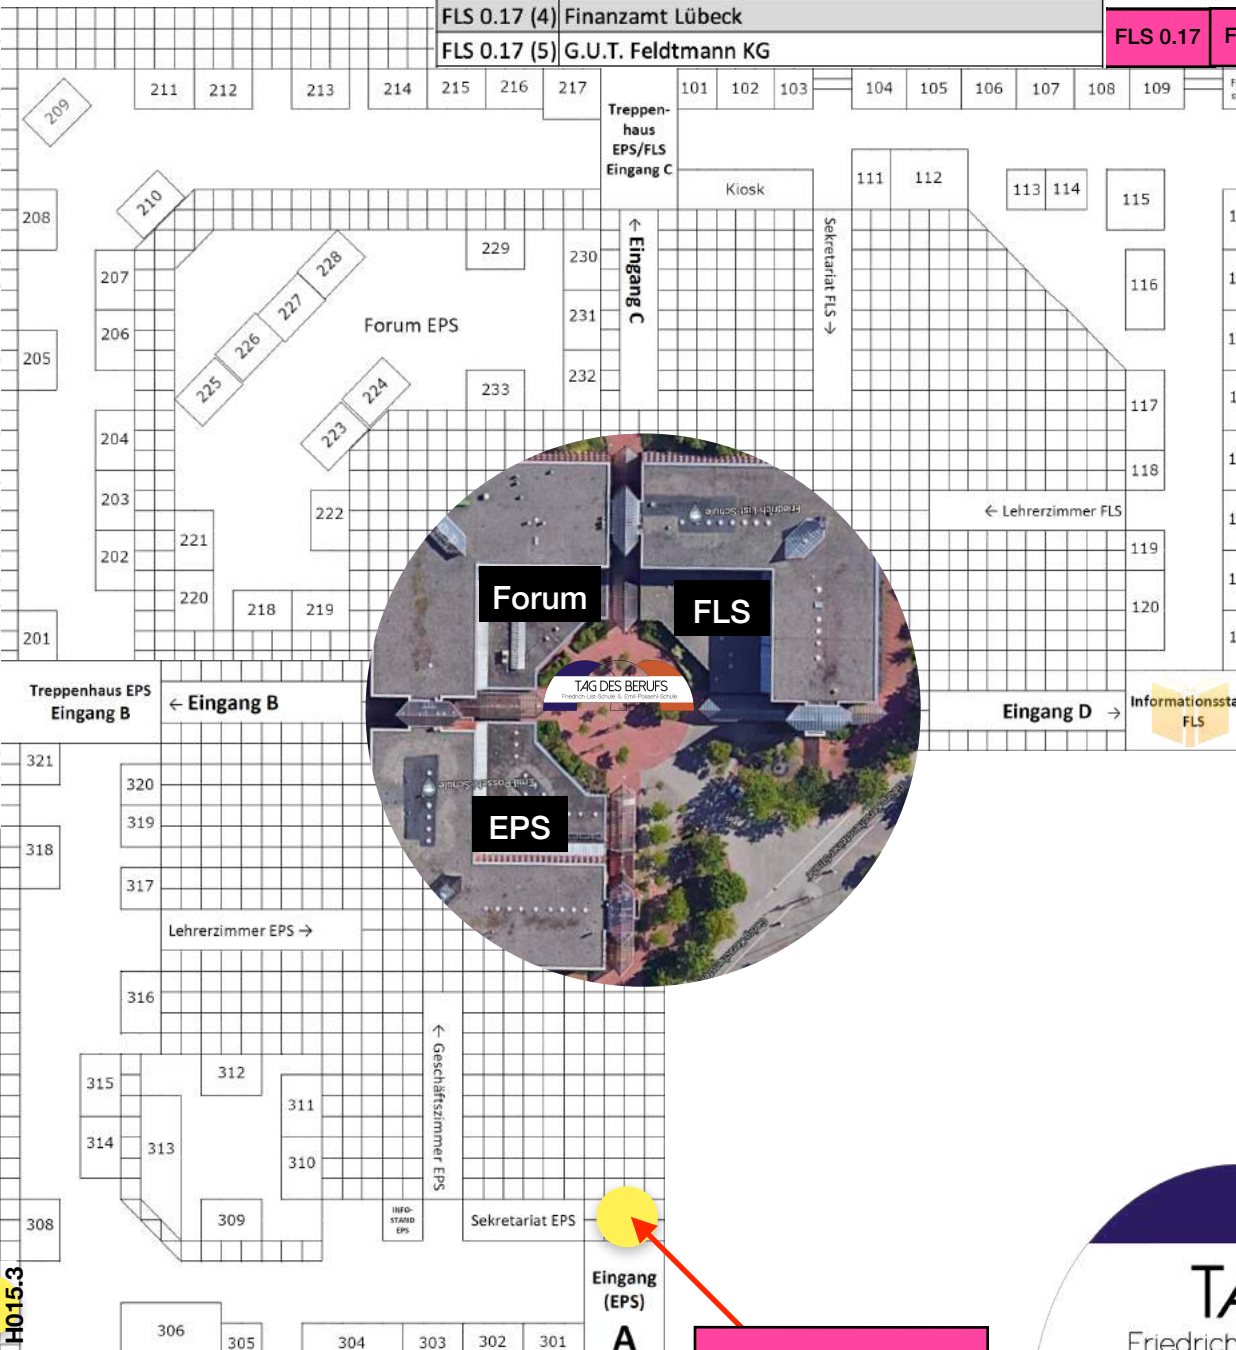 FLS 0.17 (4) Finanzamt Lübeck
FLS 0.17 (5) G.U.T. Feldtmann KG
FLS 0.17
209
211
212
213
214
215
216
217
Treppen-
haus
EPS/FLS
Eingang C
101
102
103
104
105
106
107
108
109
Kiosk
111
112
113
114
115
116
208
210
207
206
205
225
226
227
228
Forum EPS
229
230
231
232
233
223
224
← Eingang C
Sekretariat FLS →
117
118
← Lehrerzimmer FLS
119
120
204
203
202
222
221
220
218
219
201
Friedrich-List-Schule
Forum
FLS
TAG DES BERUFS
Friedrich-List-Schule & Emil-Possehl-Schule
Treppenhaus EPS
Eingang B
← Eingang B
Eingang D →
Informationssta
FLS
321
320
319
318
317
Emil-Possehl-Schule
EPS
Lehrerzimmer EPS →
316
← Geschäftszimmer EPS
315
314
313
312
311
310
309
308
INFO-
STAND
EPS
Sekretariat EPS
Eingang
(EPS)
A
H015.3
306
305
304
303
302
301
TA
Friedrich